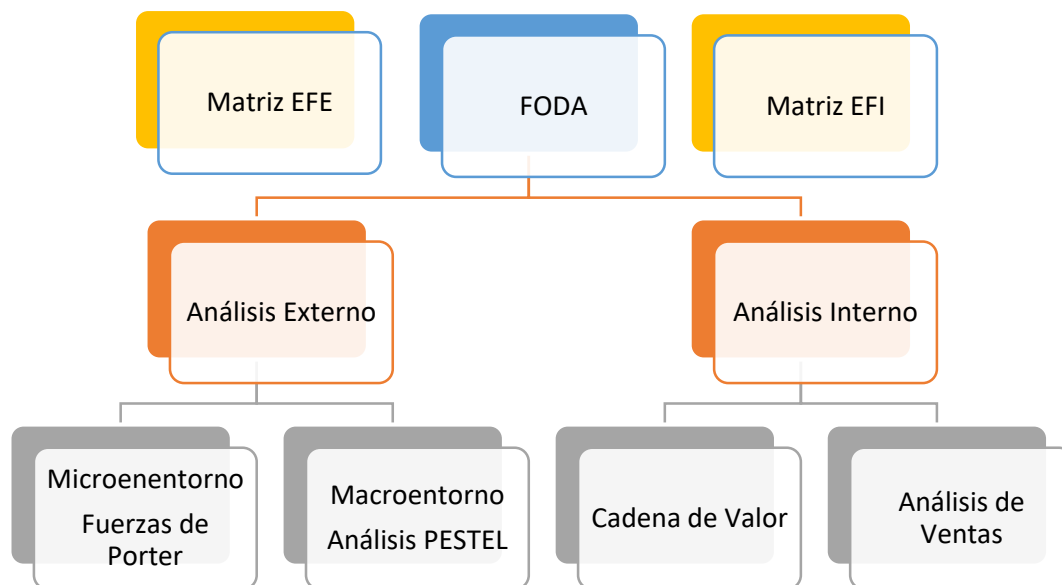 Matriz EFE
FODA
Matriz EFI
Análisis Externo
Análisis Interno
Microenentorno
Fuerzas de
Porter
Macroentorno
Análisis PESTEL
Cadena de Valor
Análisis de
Ventas